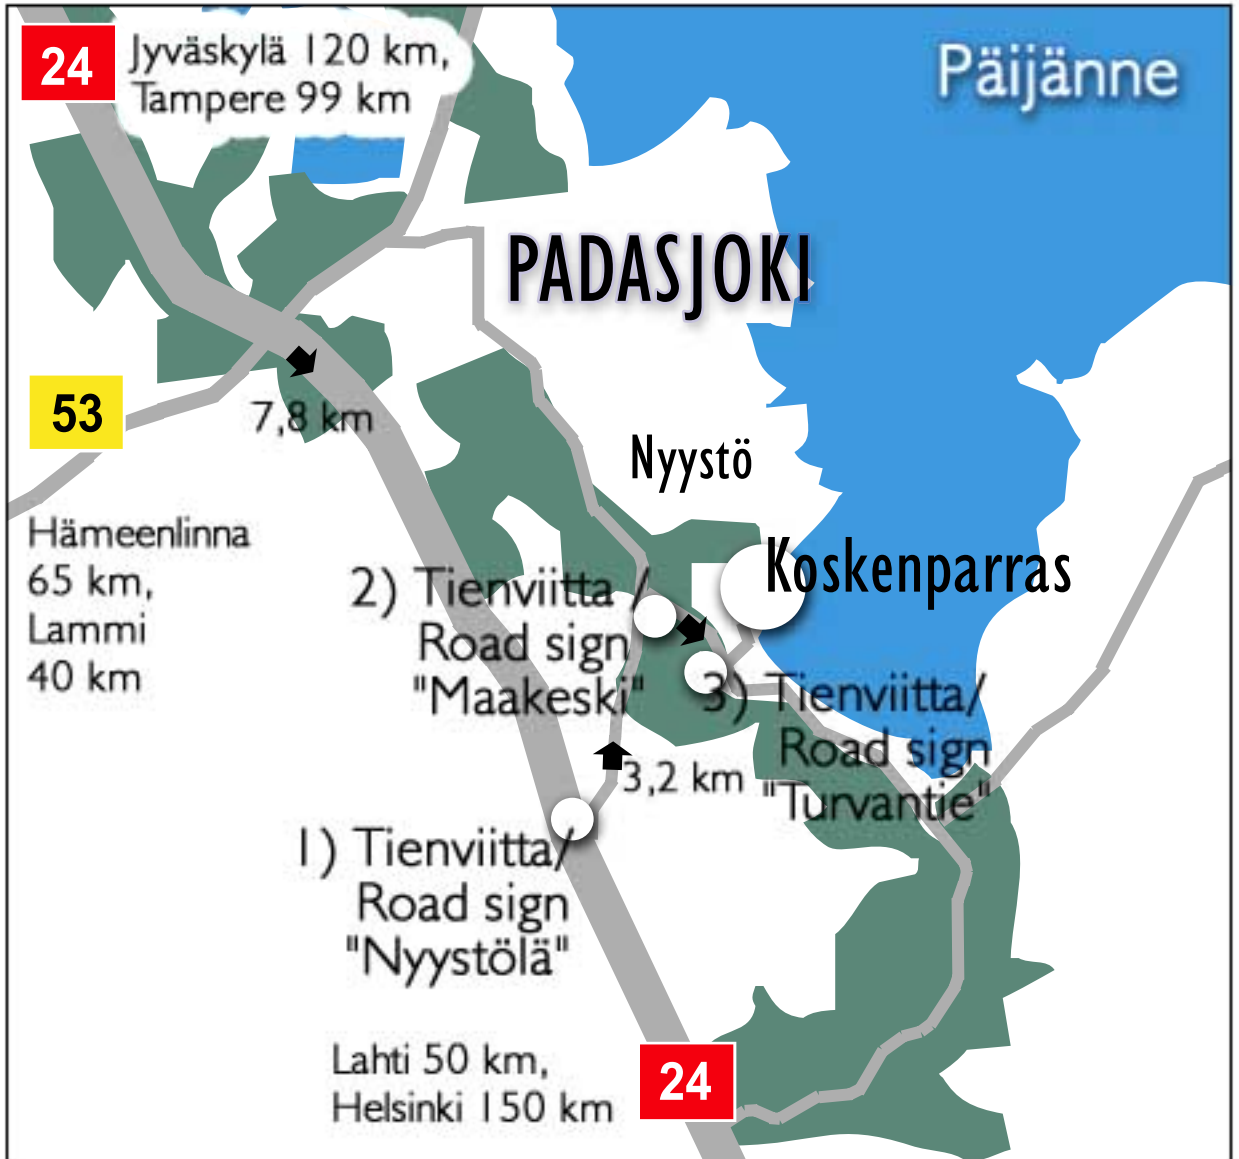 24
Jyväskylä 120 km,
Tampere 99 km
Päijänne
PADASJOKI
53
7,8 km
Nyystö
Hämeenlinna
65 km,
Lammi
40 km
Koskenparras
2) Tienviitta /
Road sign
"Maakeski"
3) Tienviitta/
Road sign
"Turvantie"
3,2 km
1) Tienviitta/
Road sign
"Nyystölä"
Lahti 50 km,
Helsinki 150 km
24